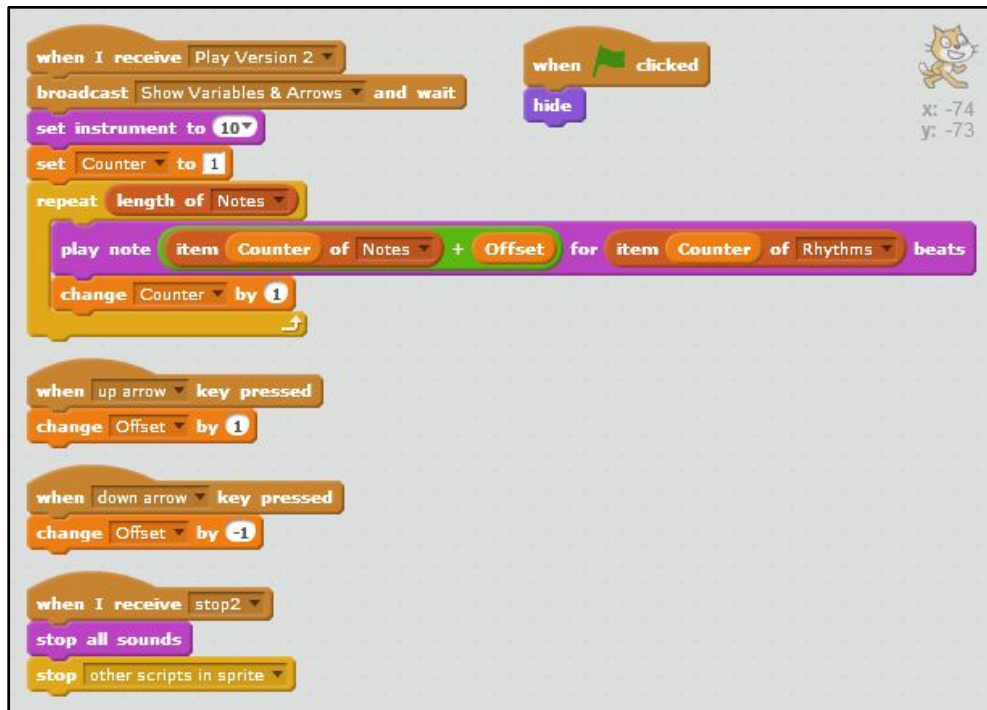 when I receive Play Version 2
broadcast Show Variables & Arrows and wait
set instrument to 10
set Counter to 1
repeat length of Notes
play note item Counter of Notes + Offset for item Counter of Rhythms beats
change Counter by 1
when up arrow key pressed
change Offset by 1
when down arrow key pressed
change Offset by -1
when I receive stop2
stop all sounds
stop other scripts in sprite
when clicked
hide
x: -74
y: -73